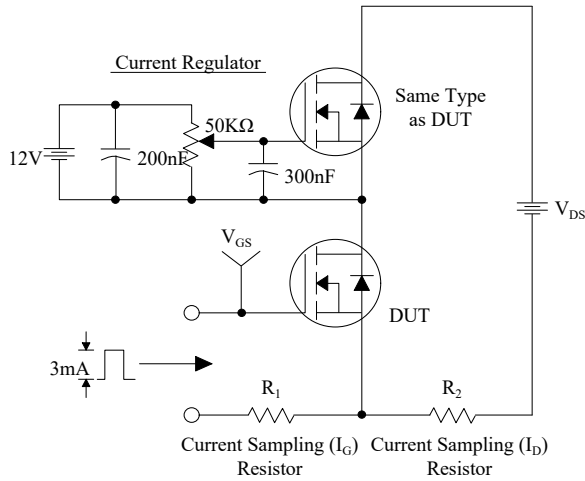 Current Regulator
Same Type
as DUT
50KΩ
12V
200nF
300nF
V_DS
V_GS
DUT
3mA
R_1
R_2
Current Sampling (I_G)
Resistor
Current Sampling (I_D)
Resistor